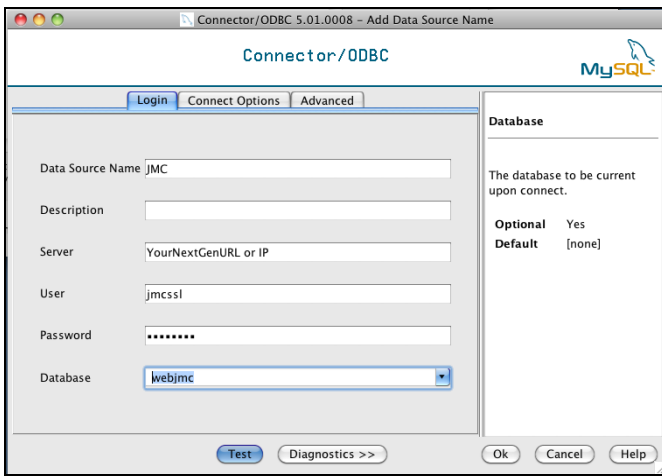 Connector/ODBC 5.01.0008 – Add Data Source Name
Connector/ODBC
MySQL
Login Connect Options Advanced
Data Source Name JMC
Description
Server YourNextGenURL or IP
User jmcssl
Password ••••••••
Database webjmc
Database
The database to be current
upon connect.
Optional Yes
Default [none]
Test Diagnostics >> Ok Cancel Help